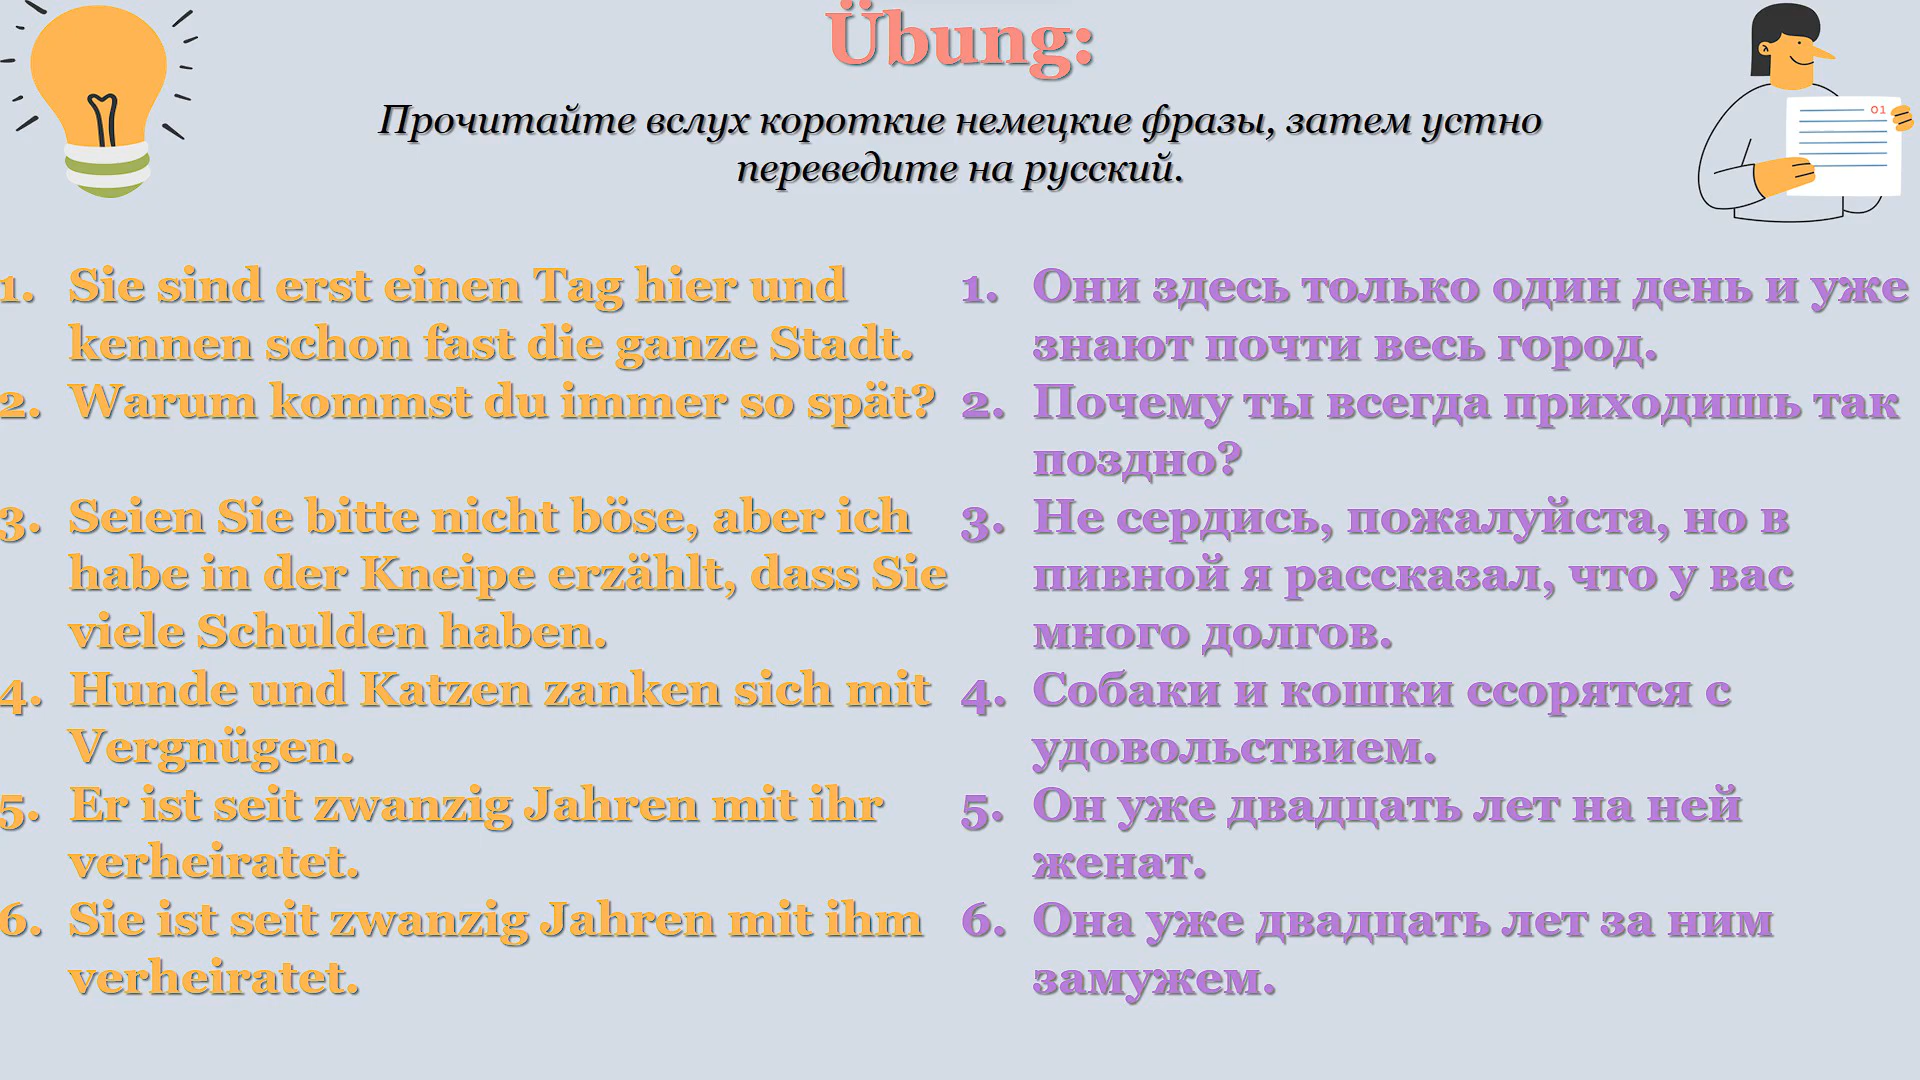 Übung:
Прочитайте вслух короткие немецкие фразы, затем устно
переведите на русский.
01
1. Sie sind erst einen Tag hier und
kennen schon fast die ganze Stadt.
2. Warum kommst du immer so spät?
3. Seien Sie bitte nicht böse, aber ich
habe in der Kneipe erzählt, dass Sie
viele Schulden haben.
4. Hunde und Katzen zanken sich mit
Vergnügen.
5. Er ist seit zwanzig Jahren mit ihr
verheiratet.
6. Sie ist seit zwanzig Jahren mit ihm
verheiratet.
1. Они здесь только один день и уже
знают почти весь город.
2. Почему ты всегда приходишь так
поздно?
3. Не сердись, пожалуйста, но в
пивной я рассказал, что у вас
много долгов.
4. Собаки и кошки ссорятся с
удовольствием.
5. Он уже двадцать лет на ней
женат.
6. Она уже двадцать лет за ним
замужем.